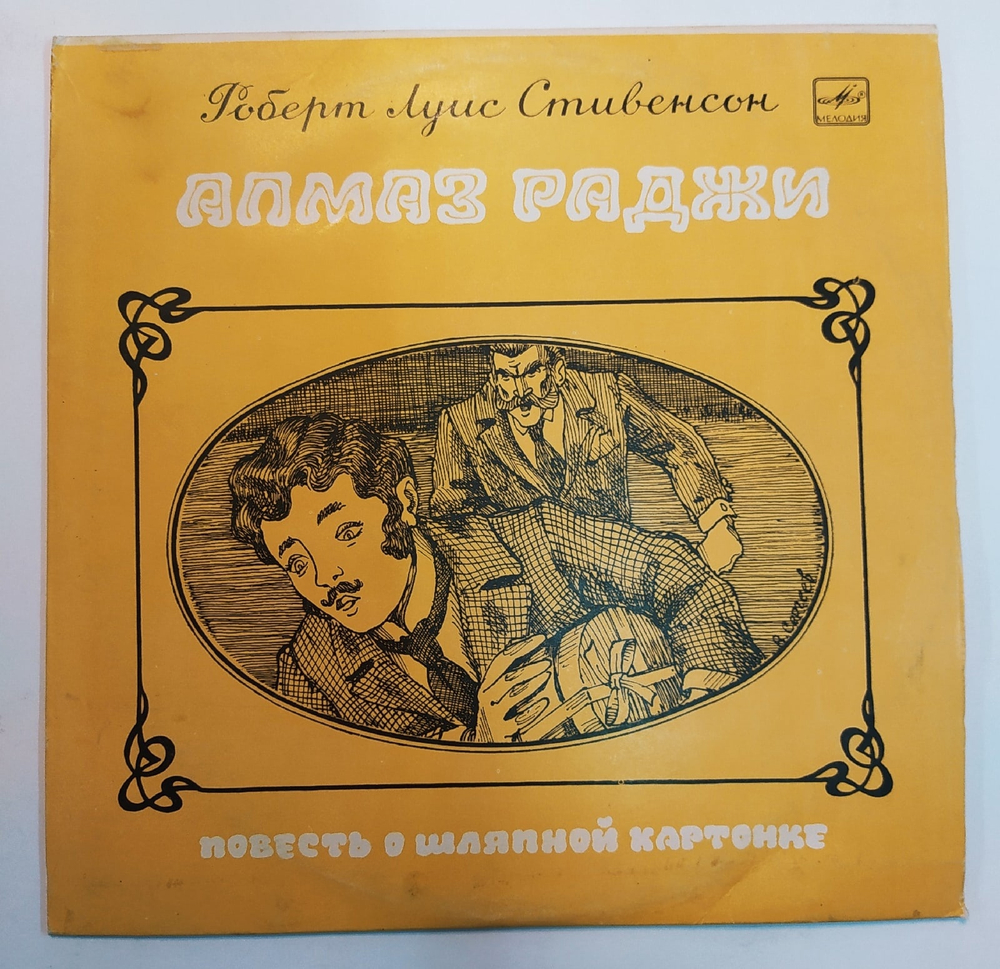 Роберт Луис Стивенсон
МЕЛОДИЯ
АЛМАЗ РАДЖИ
ПОВЕСТЬ О ШЛЯПНОЙ КАРТОНКЕ